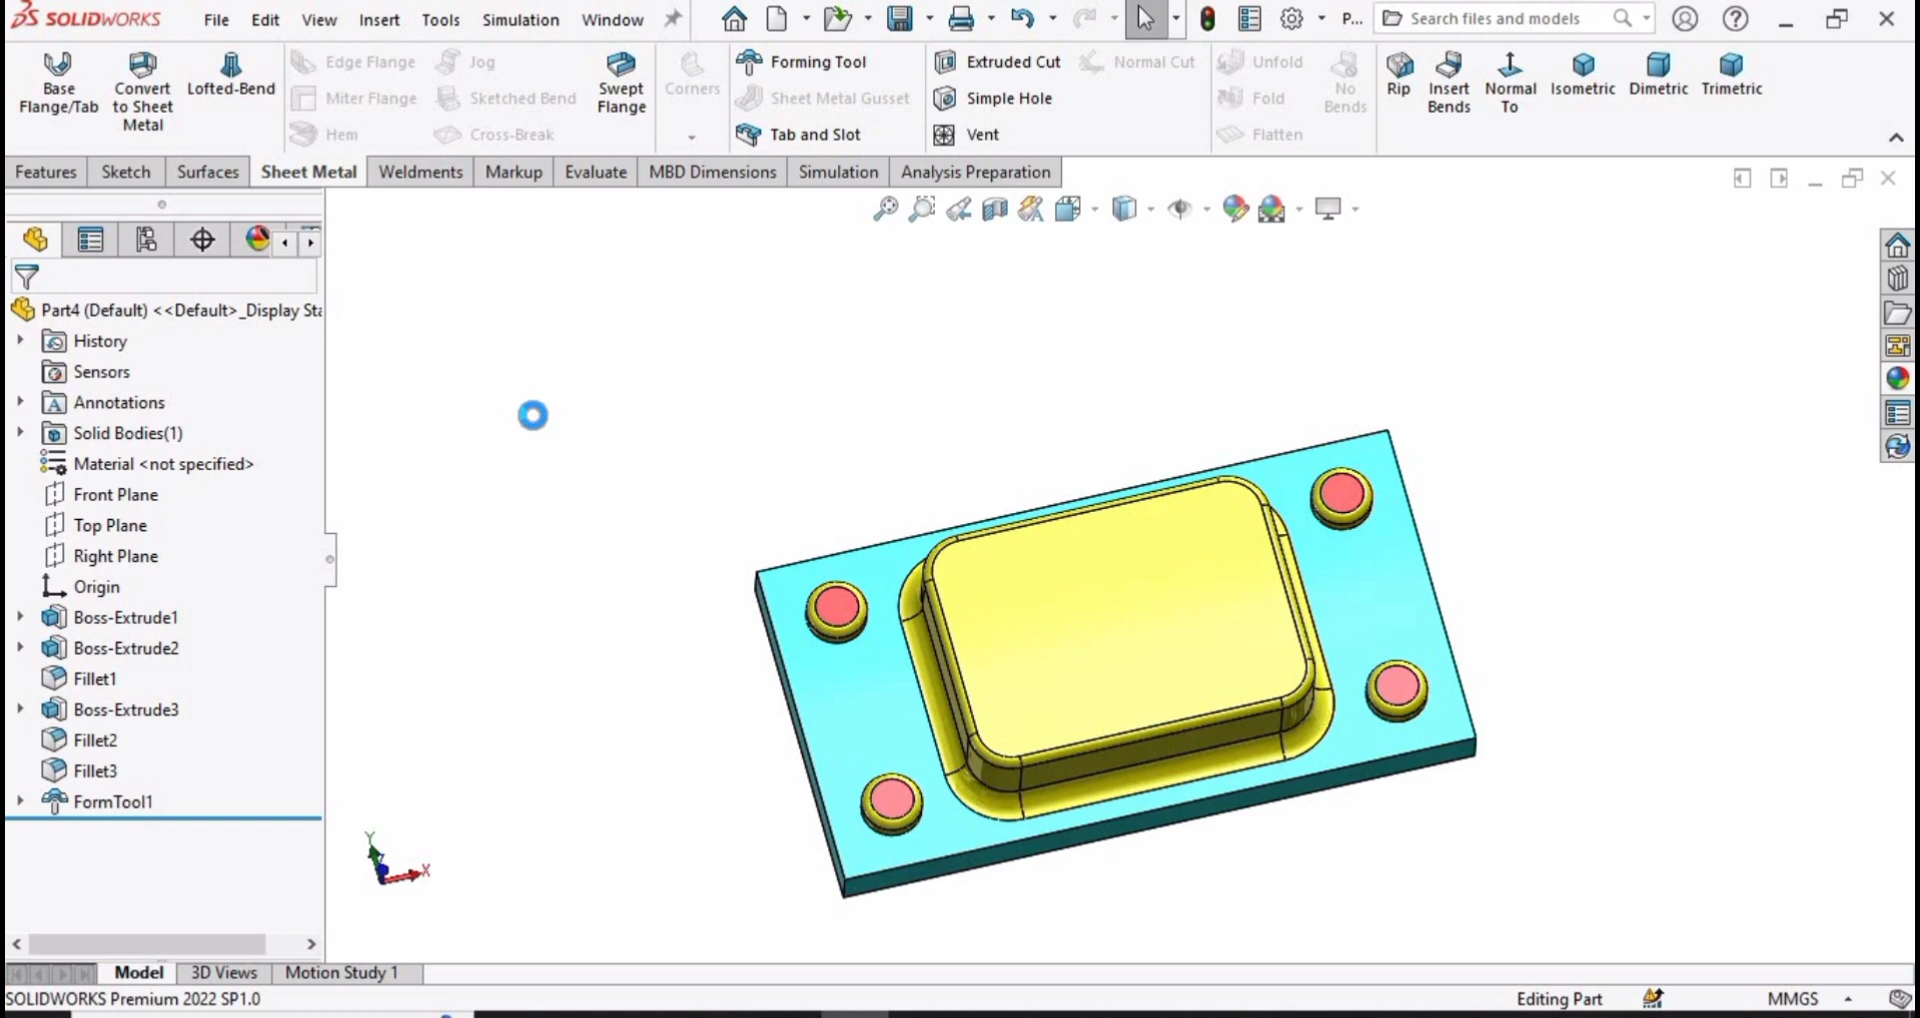 SOLIDWORKS File Edit View Insert Tools Simulation Window P... Search files and models
Base Flange/Tab
Convert to Sheet Metal
Lofted-Bend
Edge Flange
Miter Flange
Hem
Jog
Sketched Bend
Cross-Break
Swept Flange
Corners
Forming Tool
Sheet Metal Gusset
Tab and Slot
Extruded Cut
Simple Hole
Vent
Normal Cut
Unfold
Fold
Flatten
No Bends
Rip
Insert Bends
Normal To
Isometric
Dimetric
Trimetric
Features Sketch Surfaces Sheet Metal Weldments Markup Evaluate MBD Dimensions Simulation Analysis Preparation
Part4 (Default) <<Default>_Display Sta
History
Sensors
A Annotations
Solid Bodies(1)
Material <not specified>
Front Plane
Top Plane
Right Plane
Origin
Boss-Extrude1
Boss-Extrude2
Fillet1
Boss-Extrude3
Fillet2
Fillet3
FormTool1
Y
X
Model 3D Views Motion Study 1
SOLIDWORKS Premium 2022 SP1.0 Editing Part MMGS